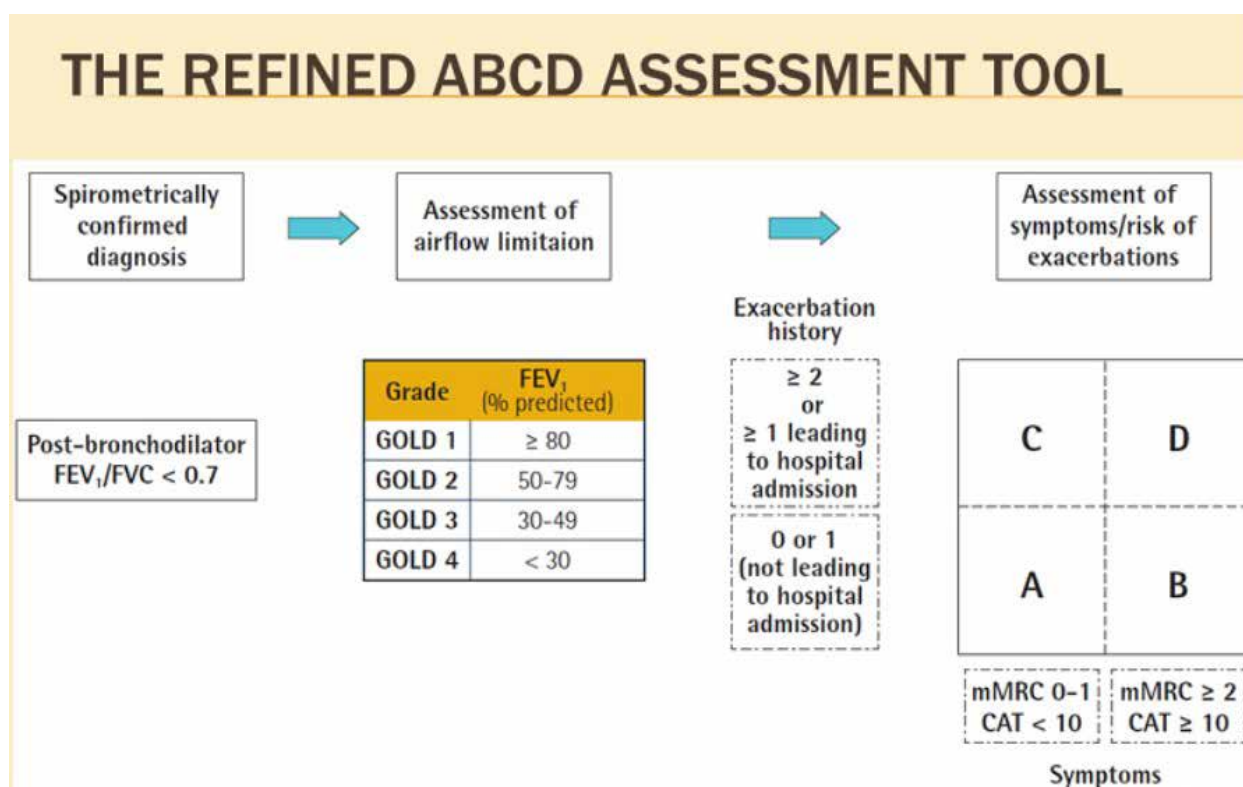 THE REFINED ABCD ASSESSMENT TOOL
Spirometrically
confirmed
diagnosis
Assessment of
airflow limitaion
Assessment of
symptoms/risk of
exacerbations
Post-bronchodilator
FEV₁/FVC < 0.7
Grade FEV₁ (% predicted)
GOLD 1 ≥ 80
GOLD 2 50-79
GOLD 3 30-49
GOLD 4 < 30
Exacerbation
history
≥ 2
or
≥ 1 leading
to hospital
admission
0 or 1
(not leading
to hospital
admission)
C D
A B
mMRC 0-1
CAT < 10
mMRC ≥ 2
CAT ≥ 10
Symptoms